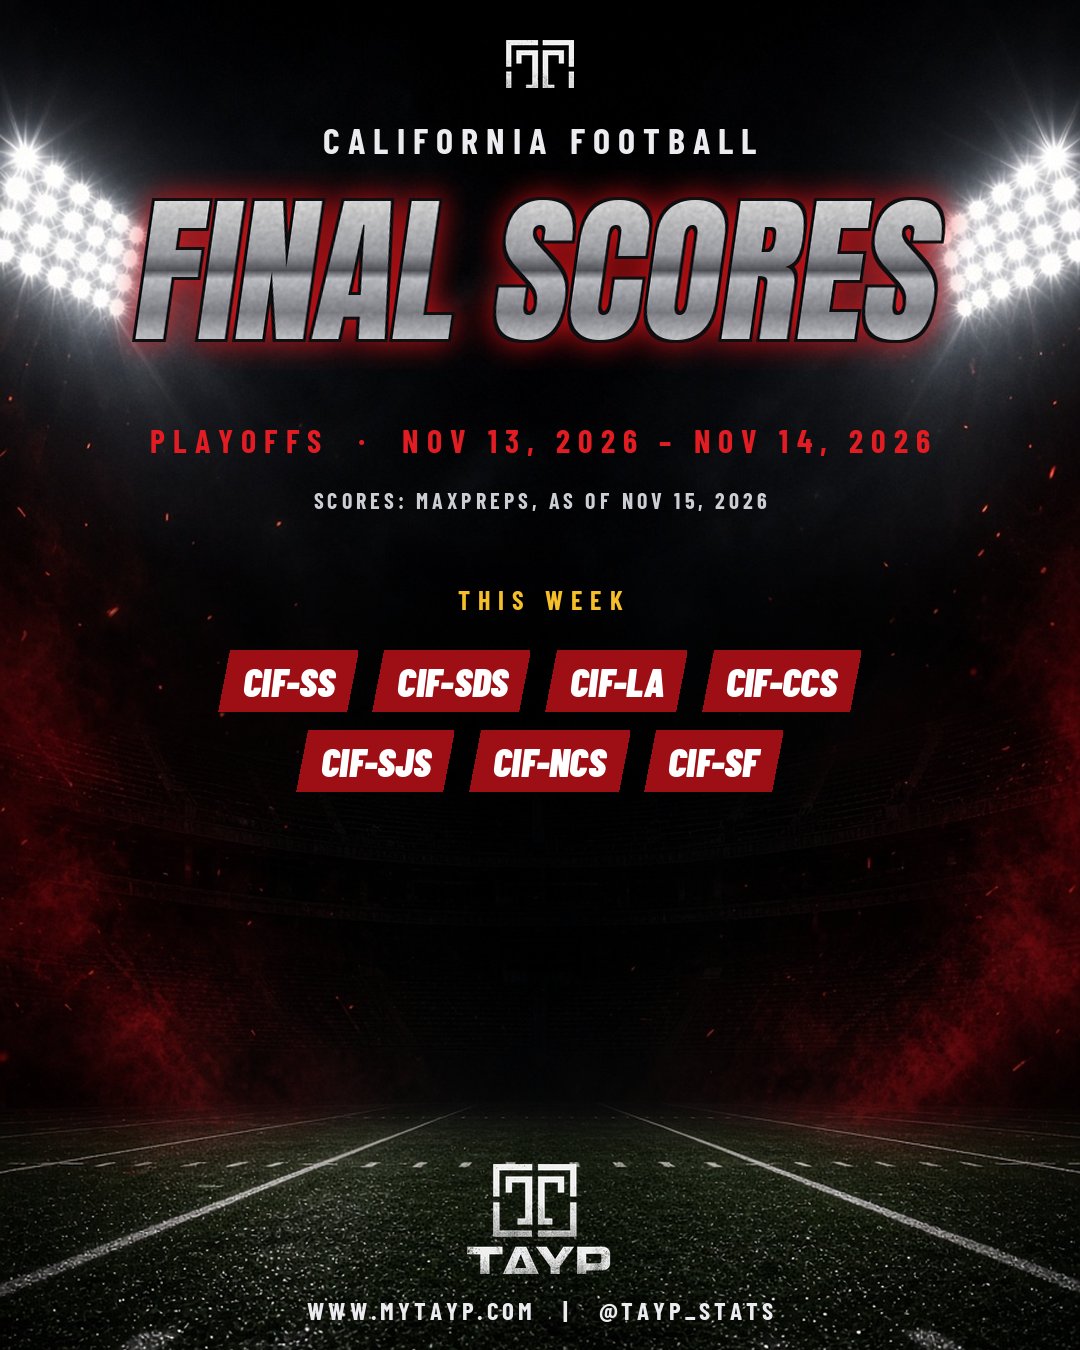 CALIFORNIA FOOTBALL
FINAL SCORES
PLAYOFFS · NOV 13, 2026 – NOV 14, 2026
SCORES: MAXPREPS, AS OF NOV 15, 2026
THIS WEEK
CIF-SS CIF-SDS CIF-LA CIF-CCS
CIF-SJS CIF-NCS CIF-SF
TAYP
WWW.MYTAYP.COM | @TAYP_STATS